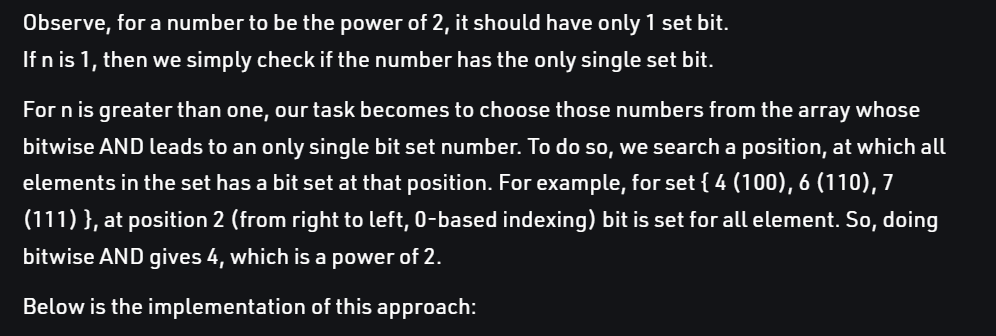 Observe, for a number to be the power of 2, it should have only 1 set bit.
If n is 1, then we simply check if the number has the only single set bit.
For n is greater than one, our task becomes to choose those numbers from the array whose
bitwise AND leads to an only single bit set number. To do so, we search a position, at which all
elements in the set has a bit set at that position. For example, for set { 4 (100), 6 (110), 7
(111) }, at position 2 (from right to left, 0-based indexing) bit is set for all element. So, doing
bitwise AND gives 4, which is a power of 2.
Below is the implementation of this approach: